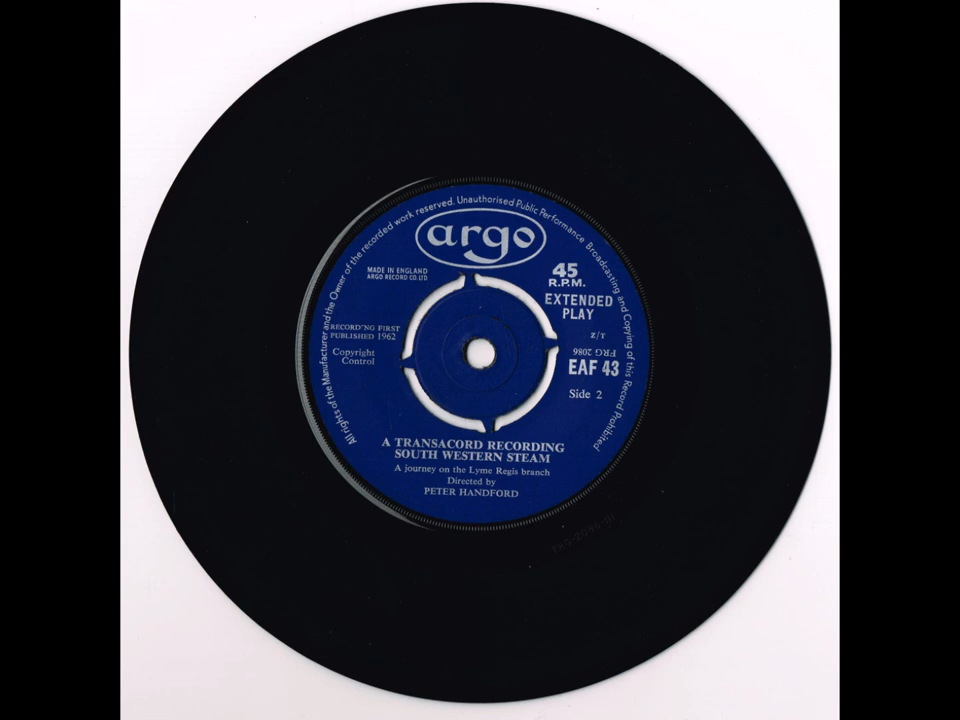 All rights of the Manufacturer and the Owner of the recorded work reserved. Unauthorised Public Performance Broadcasting and Copying of this Record Prohibited
argo
MADE IN ENGLAND
ARGO RECORD CO. LTD
45
R.P.M.
EXTENDED
PLAY
RECORD'NG FIRST
PUBLISHED 1962
Z/T
Copyright
Control
FRG 2086
EAF 43
Side 2
A TRANSACORD RECORDING
SOUTH WESTERN STEAM
A journey on the Lyme Regis branch
Directed by
PETER HANDFORD